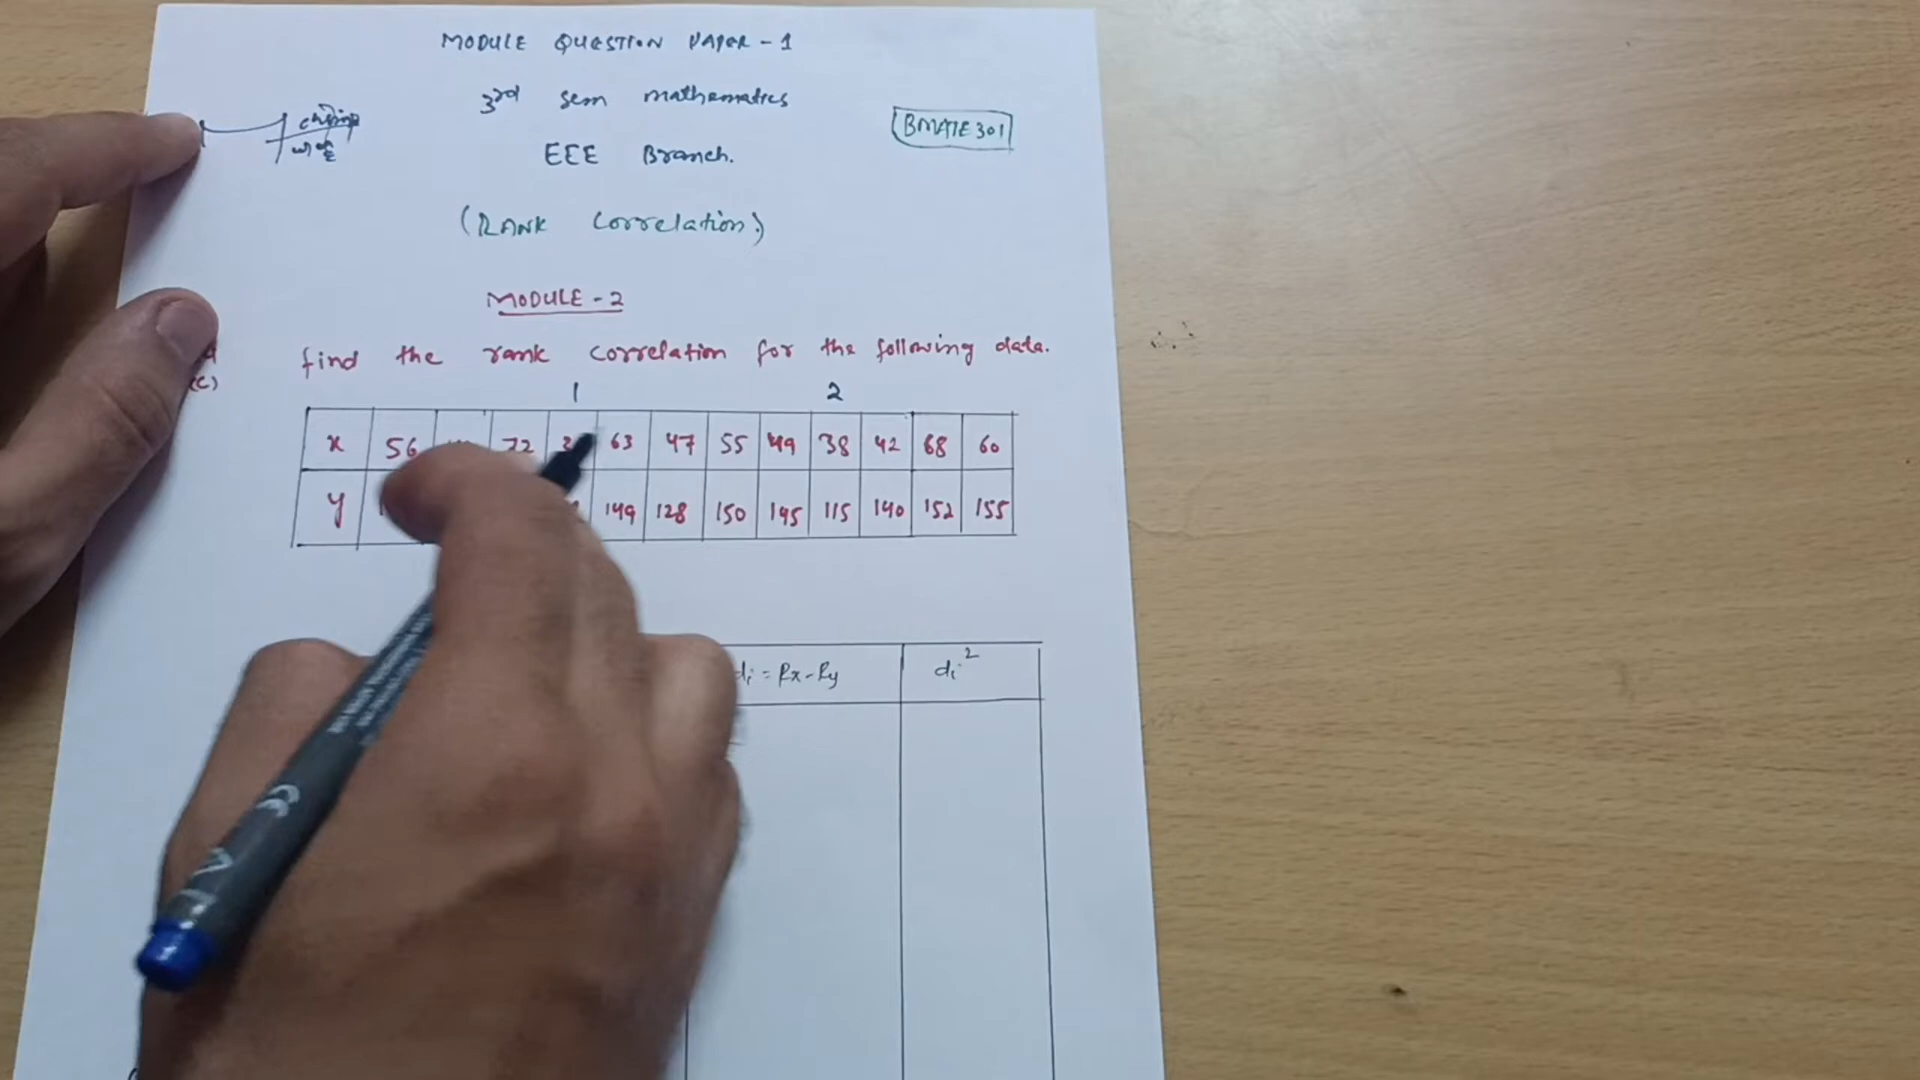 MODULE QUESTION PAPER - 1
3rd sem mathematics
BMATE301
EEE Branch.
(RANK Correlation)
MODULE - 2
(c)
find the rank correlation for the following data.
1 2
x 56 72 63 47 55 49 38 42 68 60
y 149 128 150 145 115 140 152 155
di = Rx - Ry di²